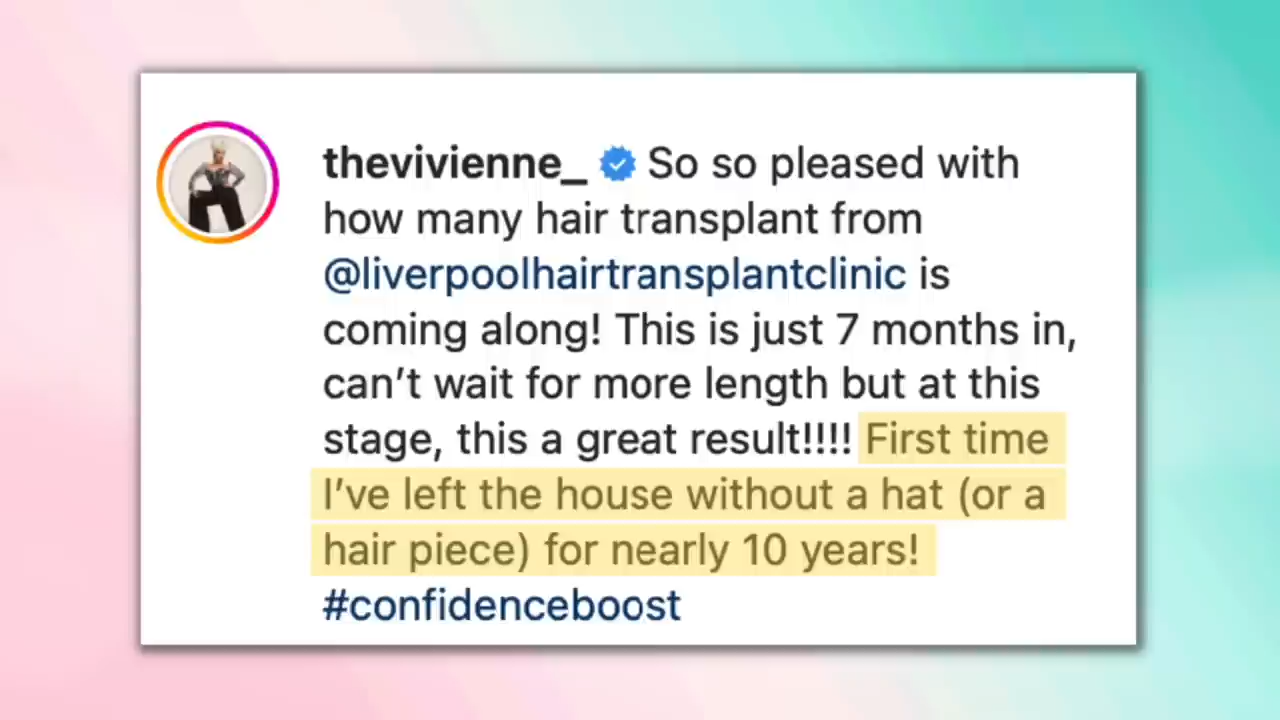 thevivienne_ So so pleased with
how many hair transplant from
@liverpoolhairtransplantclinic is
coming along! This is just 7 months in,
can't wait for more length but at this
stage, this a great result!!!! First time
I've left the house without a hat (or a
hair piece) for nearly 10 years!
#confidenceboost